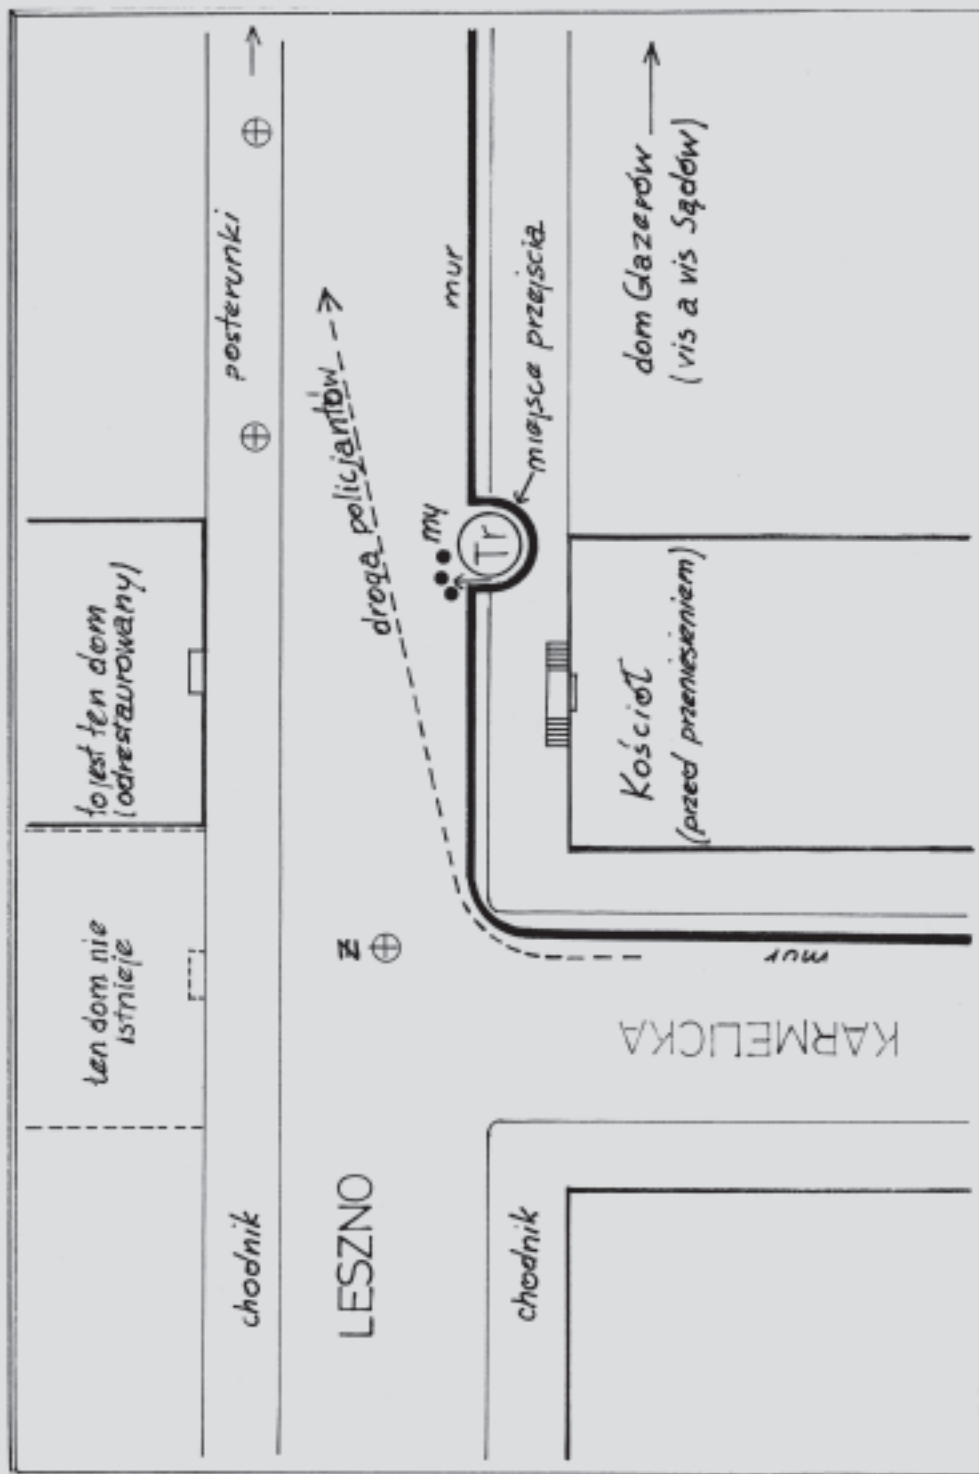 ten dom nie
istnieje
to jest ten dom
(odrestaurowany)
chodnik
posterunki
LESZNO
N
droga policjantów
my
mur
Tr
miejsce przejścia
chodnik
KARMELICKA
mur
Kościół
(przed przeniesieniem)
dom Glazerów
(vis a vis Sądów)